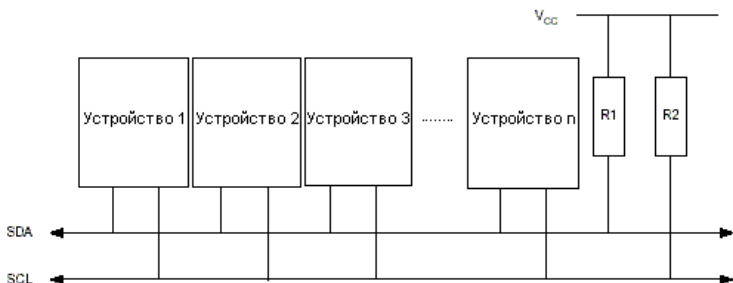 Vcc
Устройство 1 Устройство 2 Устройство 3 ........ Устройство n R1 R2
SDA
SCL